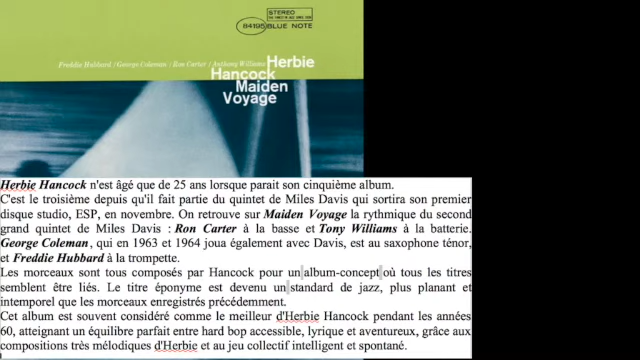 STEREO
84195 BLUE NOTE
Freddie Hubbard / George Coleman / Ron Carter / Anthony Williams Herbie
Hancock
Maiden
Voyage
Herbie Hancock n'est âgé que de 25 ans lorsque parait son cinquième album.
C'est le troisième depuis qu'il fait partie du quintet de Miles Davis qui sortira son premier
disque studio, ESP, en novembre. On retrouve sur Maiden Voyage la rythmique du second
grand quintet de Miles Davis : Ron Carter à la basse et Tony Williams à la batterie.
George Coleman, qui en 1963 et 1964 joua également avec Davis, est au saxophone ténor,
et Freddie Hubbard à la trompette.
Les morceaux sont tous composés par Hancock pour un album-concept où tous les titres
semblent être liés. Le titre éponyme est devenu un standard de jazz, plus planant et
intemporel que les morceaux enregistrés précédemment.
Cet album est souvent considéré comme le meilleur d'Herbie Hancock pendant les années
60, atteignant un équilibre parfait entre hard bop accessible, lyrique et aventureux, grâce aux
compositions très mélodiques d'Herbie et au jeu collectif intelligent et spontané.